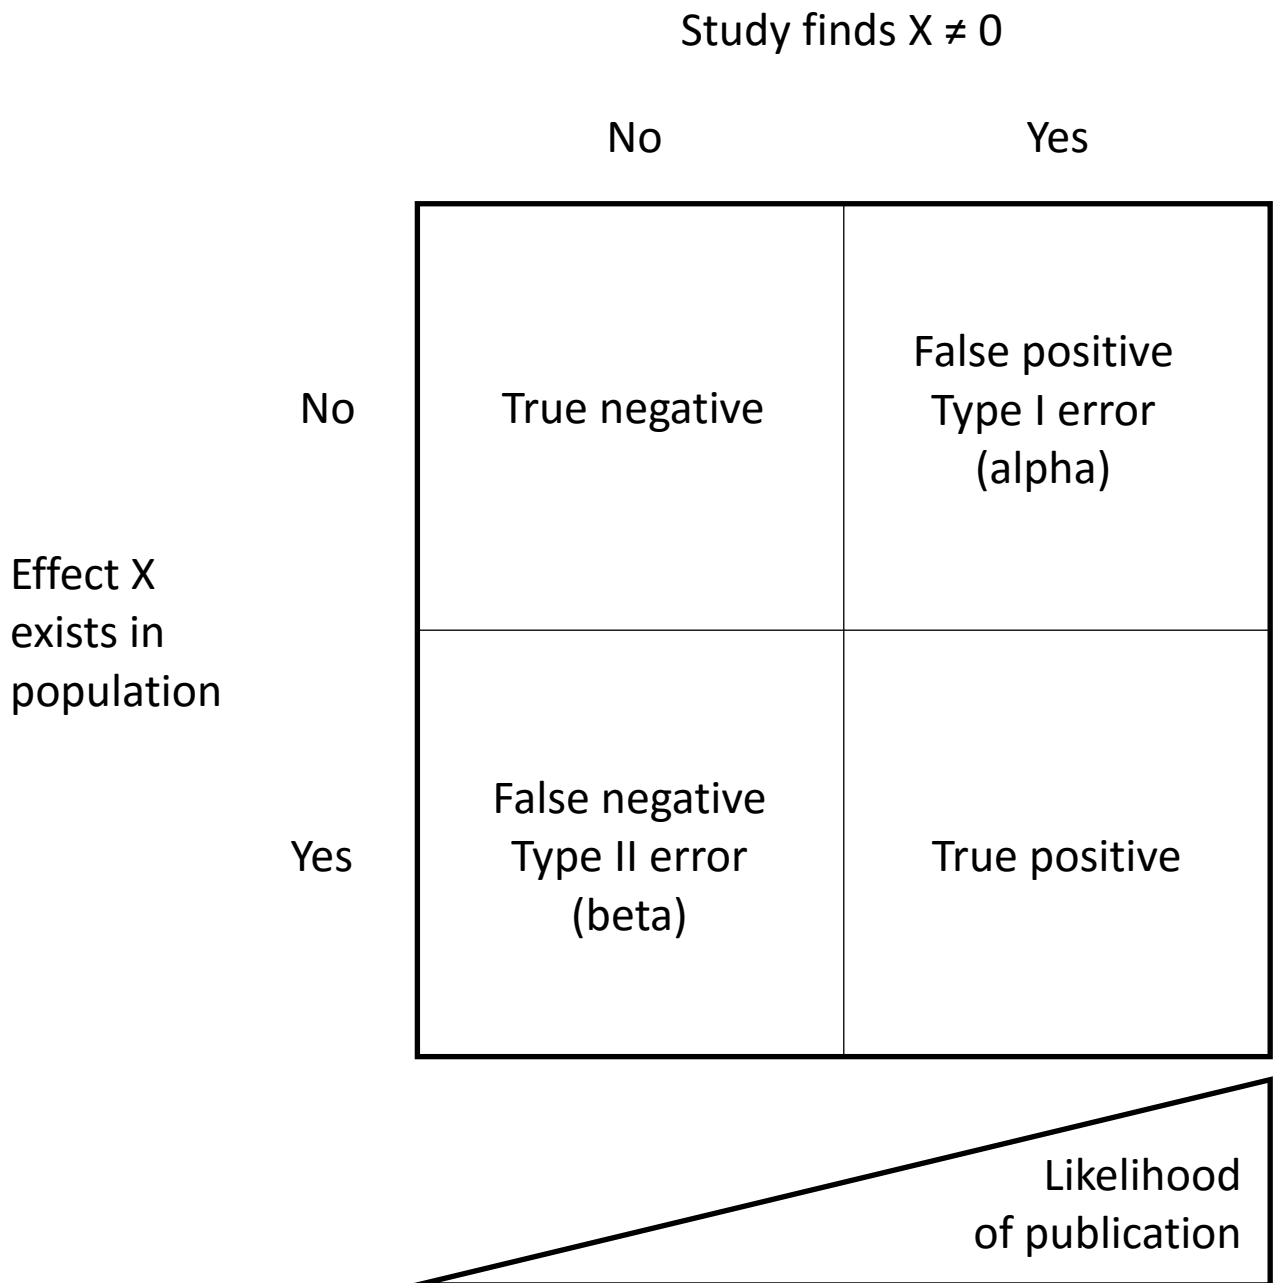 Study finds X ≠ 0
No
Yes
No
True negative
False positive
Type I error
(alpha)
Effect X
exists in
population
Yes
False negative
Type II error
(beta)
True positive
Likelihood
of publication